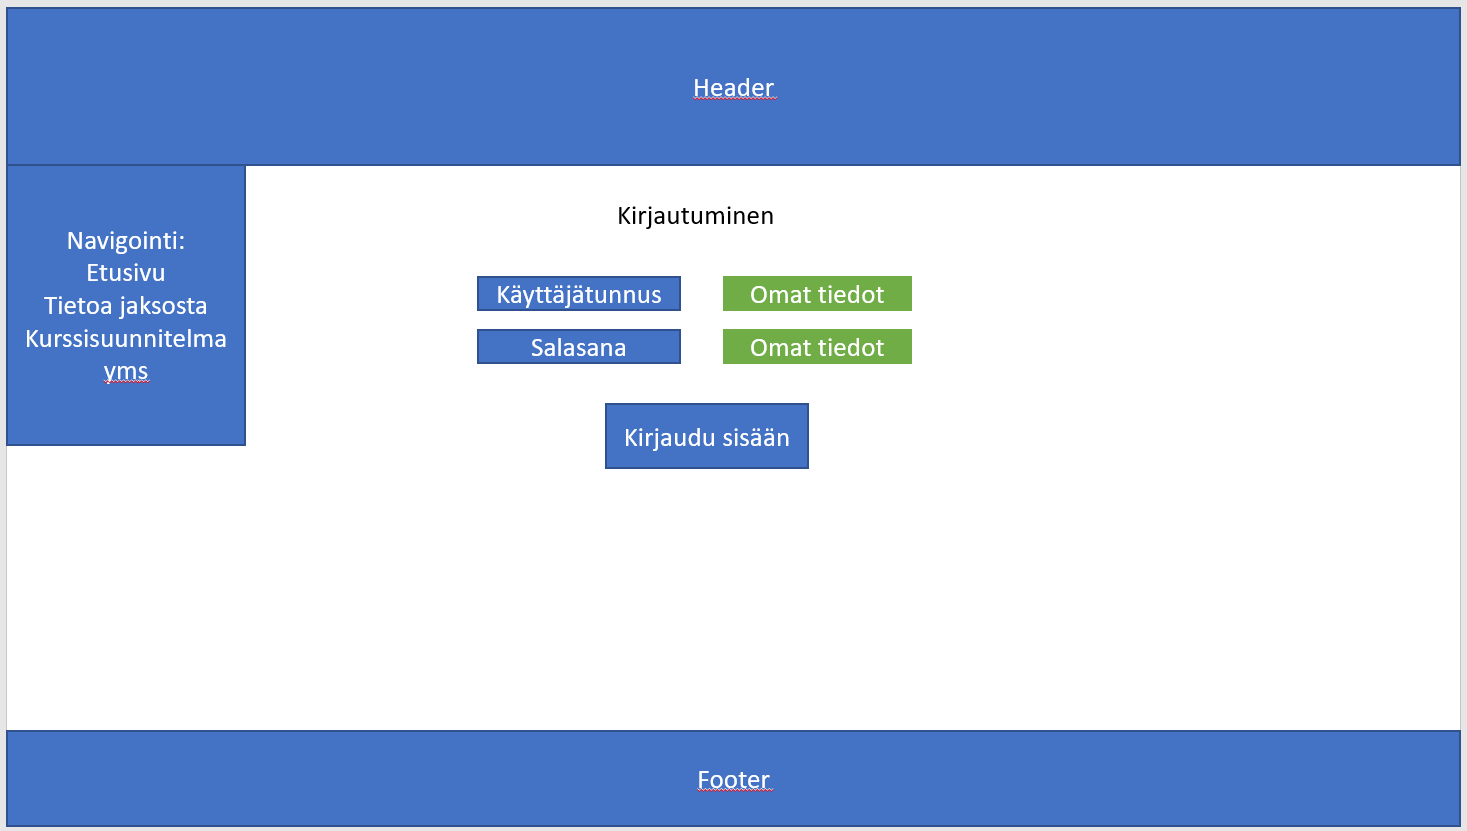 Header
Navigointi:
Etusivu
Tietoa jaksosta
Kurssisuunnitelma
yms
Kirjautuminen
Käyttäjätunnus
Omat tiedot
Salasana
Omat tiedot
Kirjaudu sisään
Footer